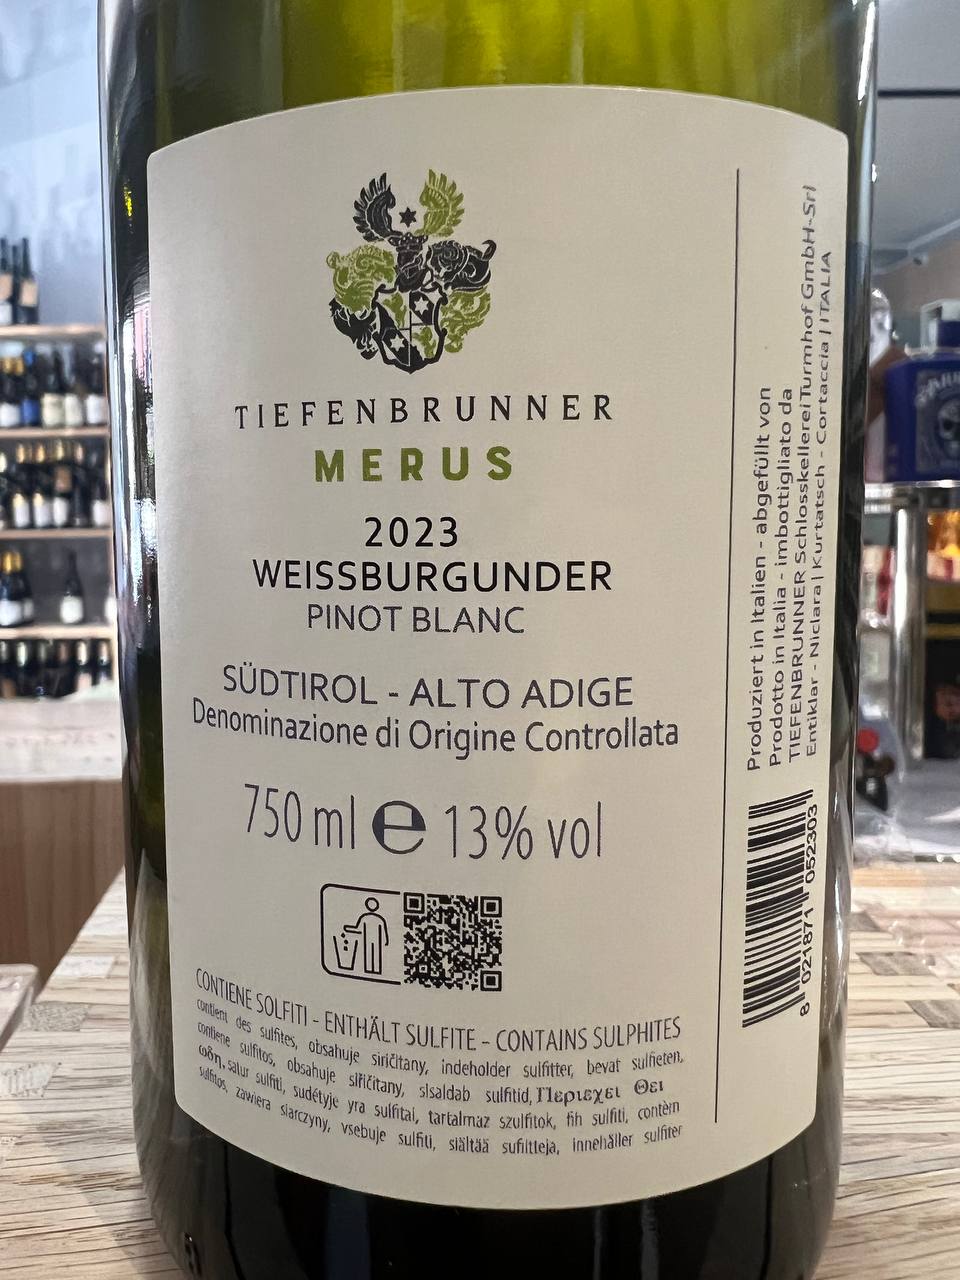 TIEFENBRUNNER
MERUS
2023
WEISSBURGUNDER
PINOT BLANC
SÜDTIROL - ALTO ADIGE
Denominazione di Origine Controllata
750 ml e 13% vol
CONTIENE SOLFITI - ENTHÄLT SULFITE - CONTAINS SULPHITES
contient des sulfites, obsahuje siričitany, indeholder sulfitter, bevat sulfieten,
contiene sulfitos, obsahuje siřičitany, sisaldab sulfitid, Περιεχει Θει
ωδη, salur sulfiti, sudétyje yra sulfitai, tartalmaz szulfitok, fih sulfiti, contèm
sulfitos, zawiera siarczyny, vsebuje sulfiti, siältää sufiitteja, innehåller sulfiter
Produziert in Italien - abgefüllt von
Prodotto in Italia - imbottigliato da
TIEFENBRUNNER Schlosskellerei Turmhof GmbH-Srl
Entiklar - Niclara | Kurtatsch - Cortaccia | ITALIA
8 021871 052303